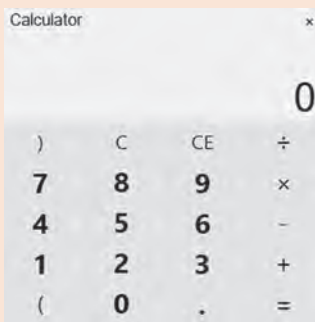 Calculator ×
0
) C CE ÷
7 8 9 ×
4 5 6 -
1 2 3 +
( 0 . =